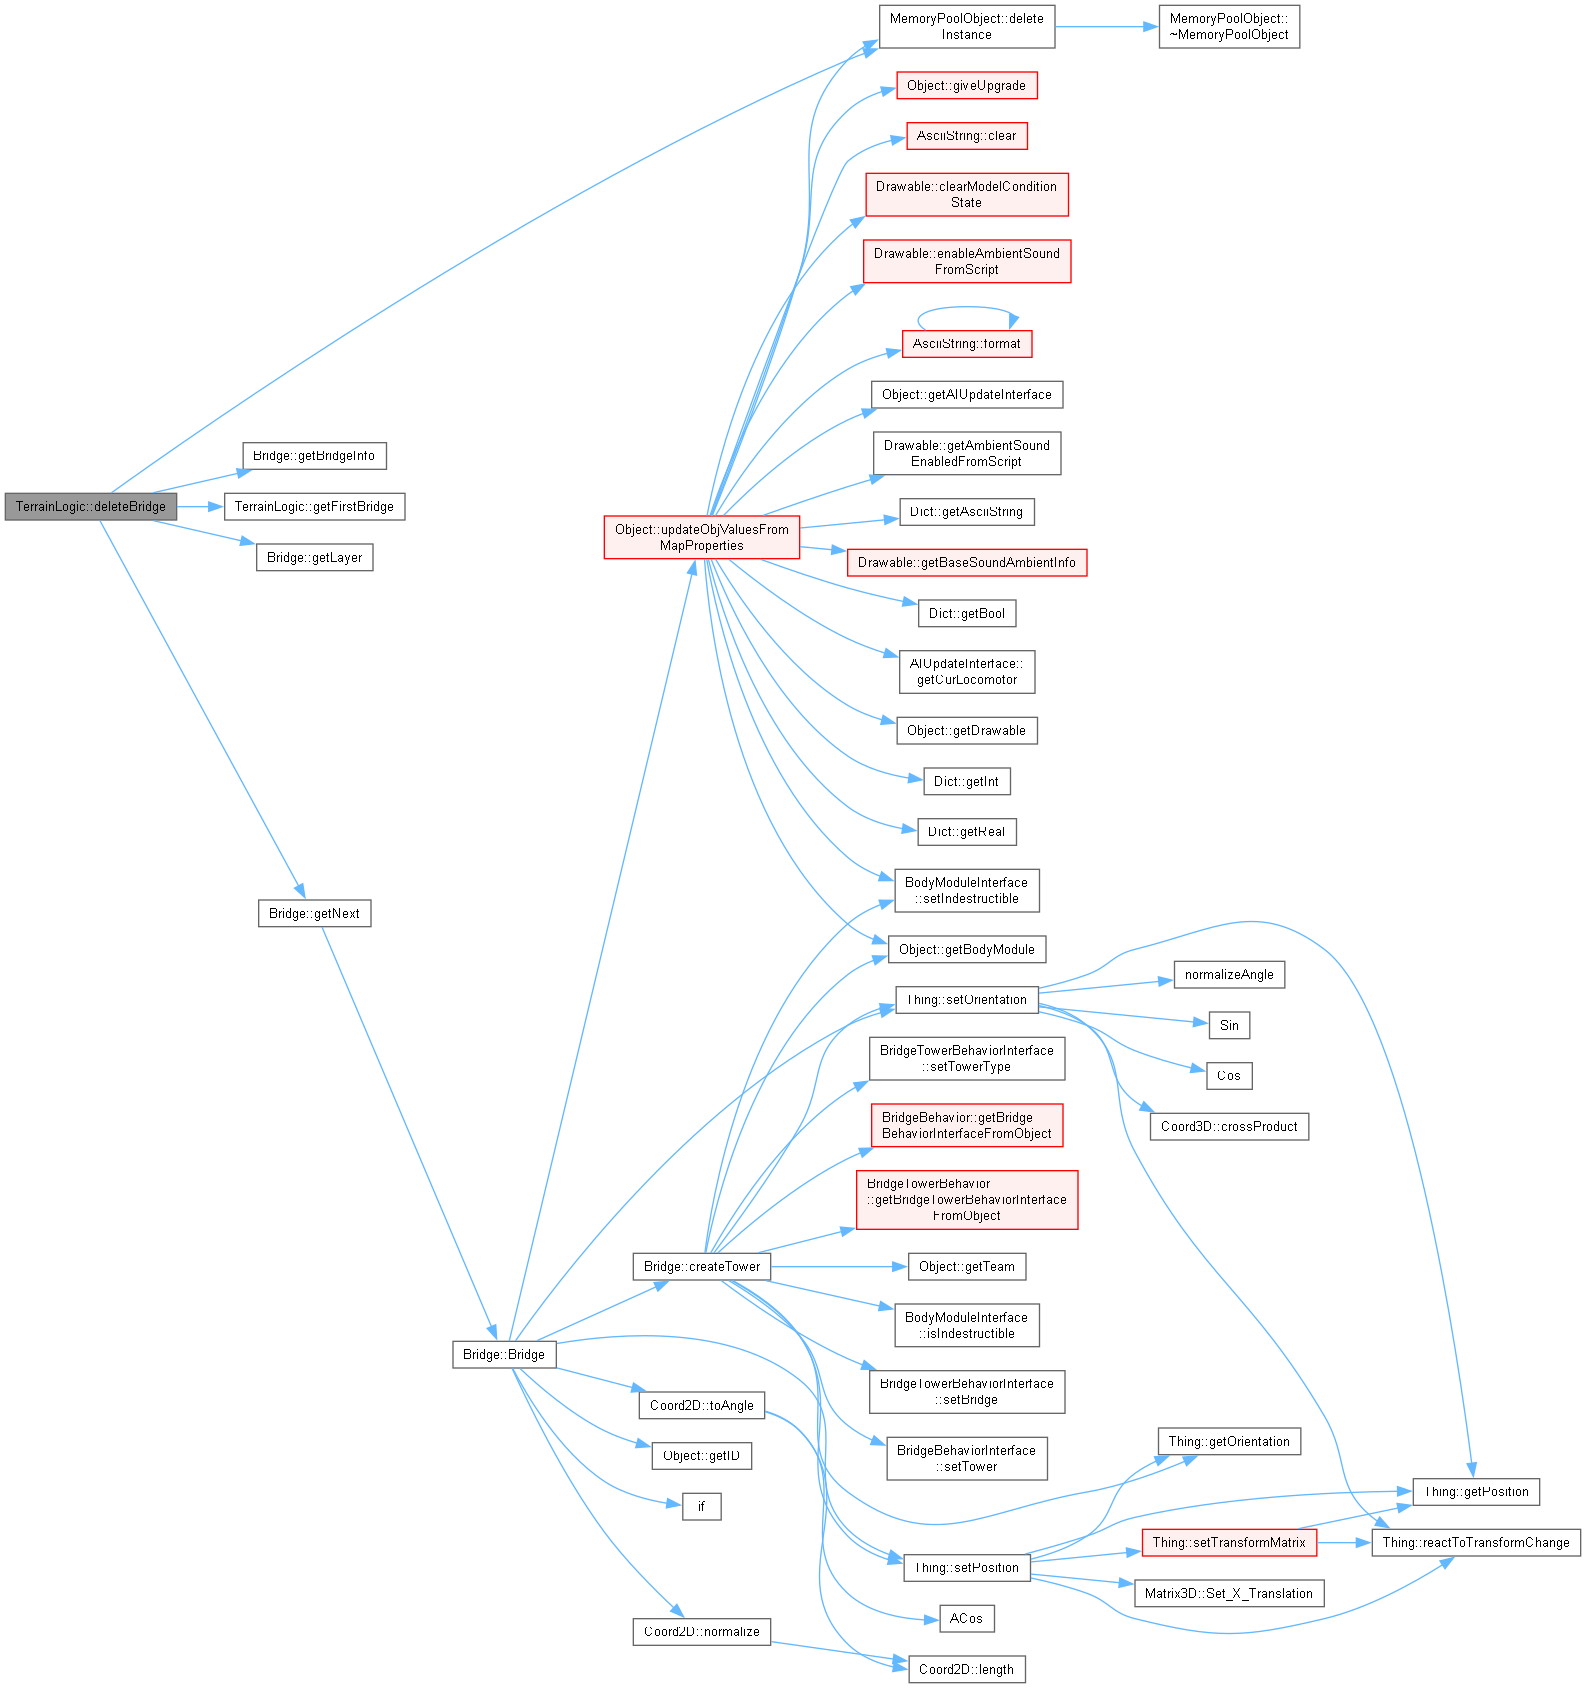 TerrainLogic::deleteBridge
Bridge::getBridgeInfo
TerrainLogic::getFirstBridge
Bridge::getLayer
Bridge::getNext
Bridge::Bridge
Object::updateObjValuesFrom
MapProperties
Bridge::createTower
Coord2D::toAngle
Object::getID
if
Coord2D::normalize
MemoryPoolObject::delete
Instance
Object::giveUpgrade
AsciiString::clear
Drawable::clearModelCondition
State
Drawable::enableAmbientSound
FromScript
AsciiString::format
Object::getAIUpdateInterface
Drawable::getAmbientSound
EnabledFromScript
Dict::getAsciiString
Drawable::getBaseSoundAmbientInfo
Dict::getBool
AIUpdateInterface::
getCurLocomotor
Object::getDrawable
Dict::getInt
Dict::getReal
BodyModuleInterface
::setIndestructible
Object::getBodyModule
Thing::setOrientation
BridgeTowerBehaviorInterface
::setTowerType
BridgeBehavior::getBridge
BehaviorInterfaceFromObject
BridgeTowerBehavior
::getBridgeTowerBehaviorInterface
FromObject
Object::getTeam
BodyModuleInterface
::isIndestructible
BridgeTowerBehaviorInterface
::setBridge
BridgeBehaviorInterface
::setTower
Thing::setPosition
ACos
Coord2D::length
MemoryPoolObject::
~MemoryPoolObject
normalizeAngle
Sin
Cos
Coord3D::crossProduct
Thing::getOrientation
Thing::setTransformMatrix
Matrix3D::Set_X_Translation
Thing::getPosition
Thing::reactToTransformChange